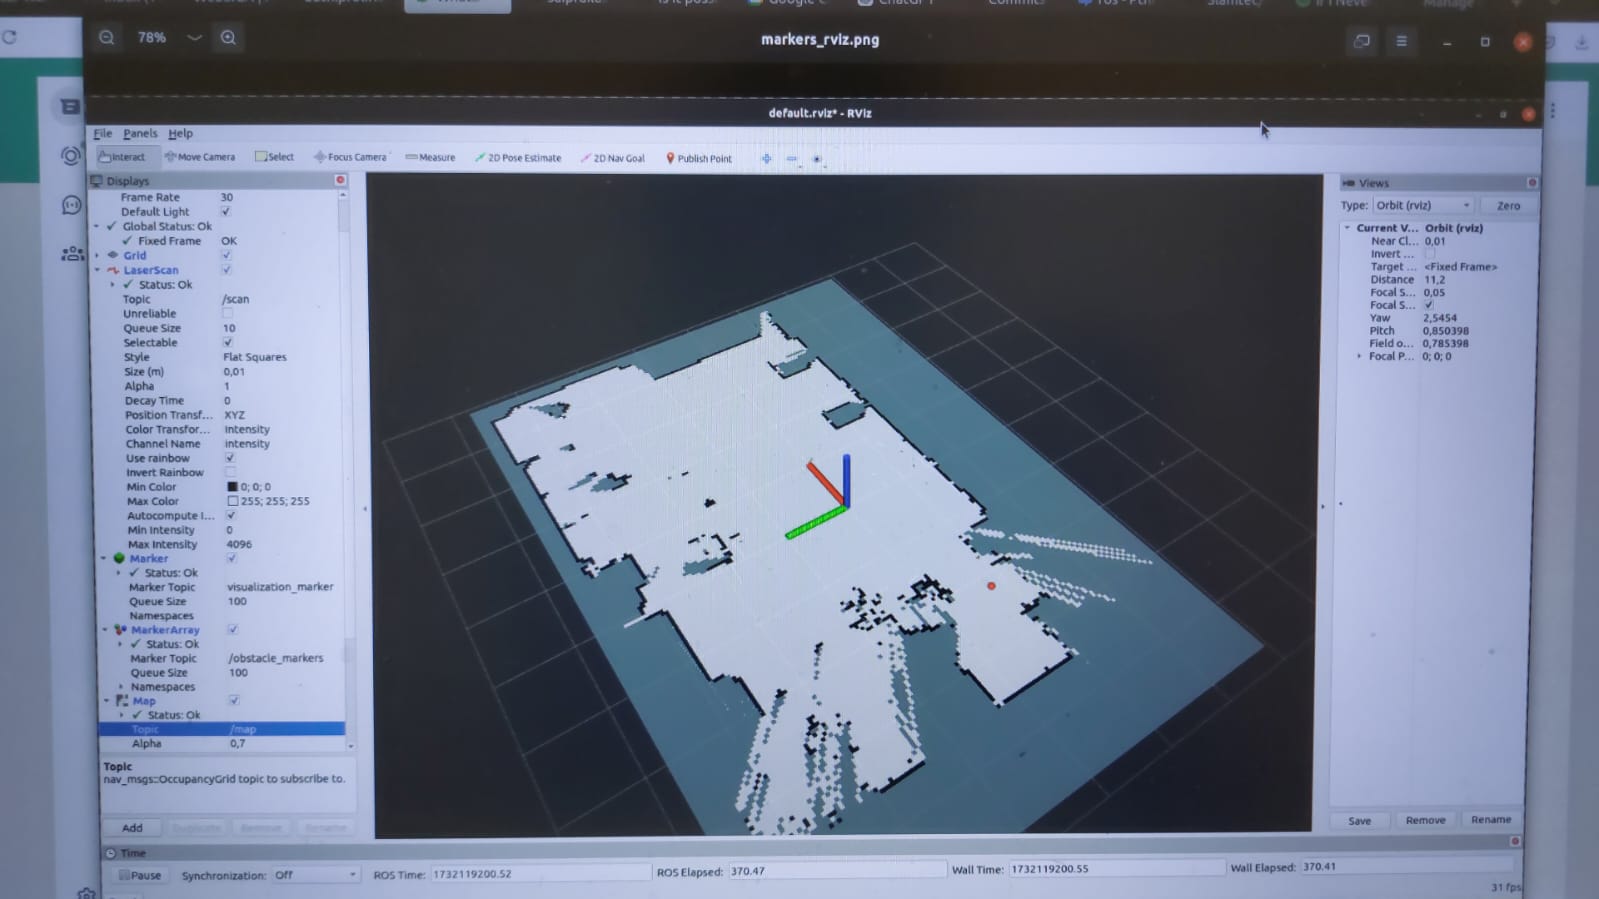 78%
markers_rviz.png
default.rviz* - RViz
File Panels Help
Interact Move Camera Select Focus Camera Measure 2D Pose Estimate 2D Nav Goal Publish Point
Displays
Frame Rate 30
Default Light
Global Status: Ok
Fixed Frame OK
Grid
LaserScan
Status: Ok
Topic /scan
Unreliable
Queue Size 10
Selectable
Style Flat Squares
Size (m) 0,01
Alpha 1
Decay Time 0
Position Transf... XYZ
Color Transfor... Intensity
Channel Name intensity
Use rainbow
Invert Rainbow
Min Color 0; 0; 0
Max Color 255; 255; 255
Autocompute I...
Min Intensity 0
Max Intensity 4096
Marker
Status: Ok
Marker Topic visualization_marker
Queue Size 100
Namespaces
MarkerArray
Status: Ok
Marker Topic /obstacle_markers
Queue Size 100
Namespaces
Map
Status: Ok
Topic /map
Alpha 0,7
Topic
nav_msgs::OccupancyGrid topic to subscribe to.
Add Duplicate Remove Rename
Views
Type: Orbit (rviz) Zero
Current V... Orbit (rviz)
Near Cl... 0,01
Invert ...
Target ... <Fixed Frame>
Distance 11,2
Focal S... 0,05
Focal S...
Yaw 2,5454
Pitch 0,850398
Field o... 0,785398
Focal P... 0; 0; 0
Save Remove Rename
Time
Pause Synchronization: Off ROS Time: 1732119200.52 ROS Elapsed: 370.47 Wall Time: 1732119200.55 Wall Elapsed: 370.41
31 fps